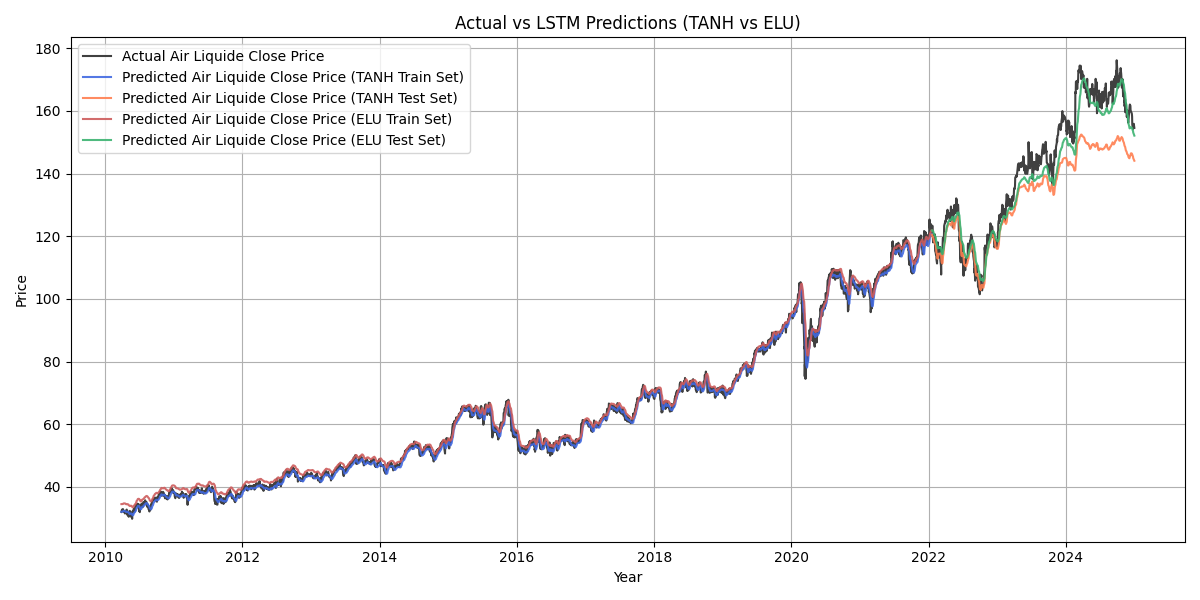 Actual vs LSTM Predictions (TANH vs ELU)
Actual Air Liquide Close Price
Predicted Air Liquide Close Price (TANH Train Set)
Predicted Air Liquide Close Price (TANH Test Set)
Predicted Air Liquide Close Price (ELU Train Set)
Predicted Air Liquide Close Price (ELU Test Set)
180
160
140
120
100
80
60
40
Price
2010 2012 2014 2016 2018 2020 2022 2024
Year